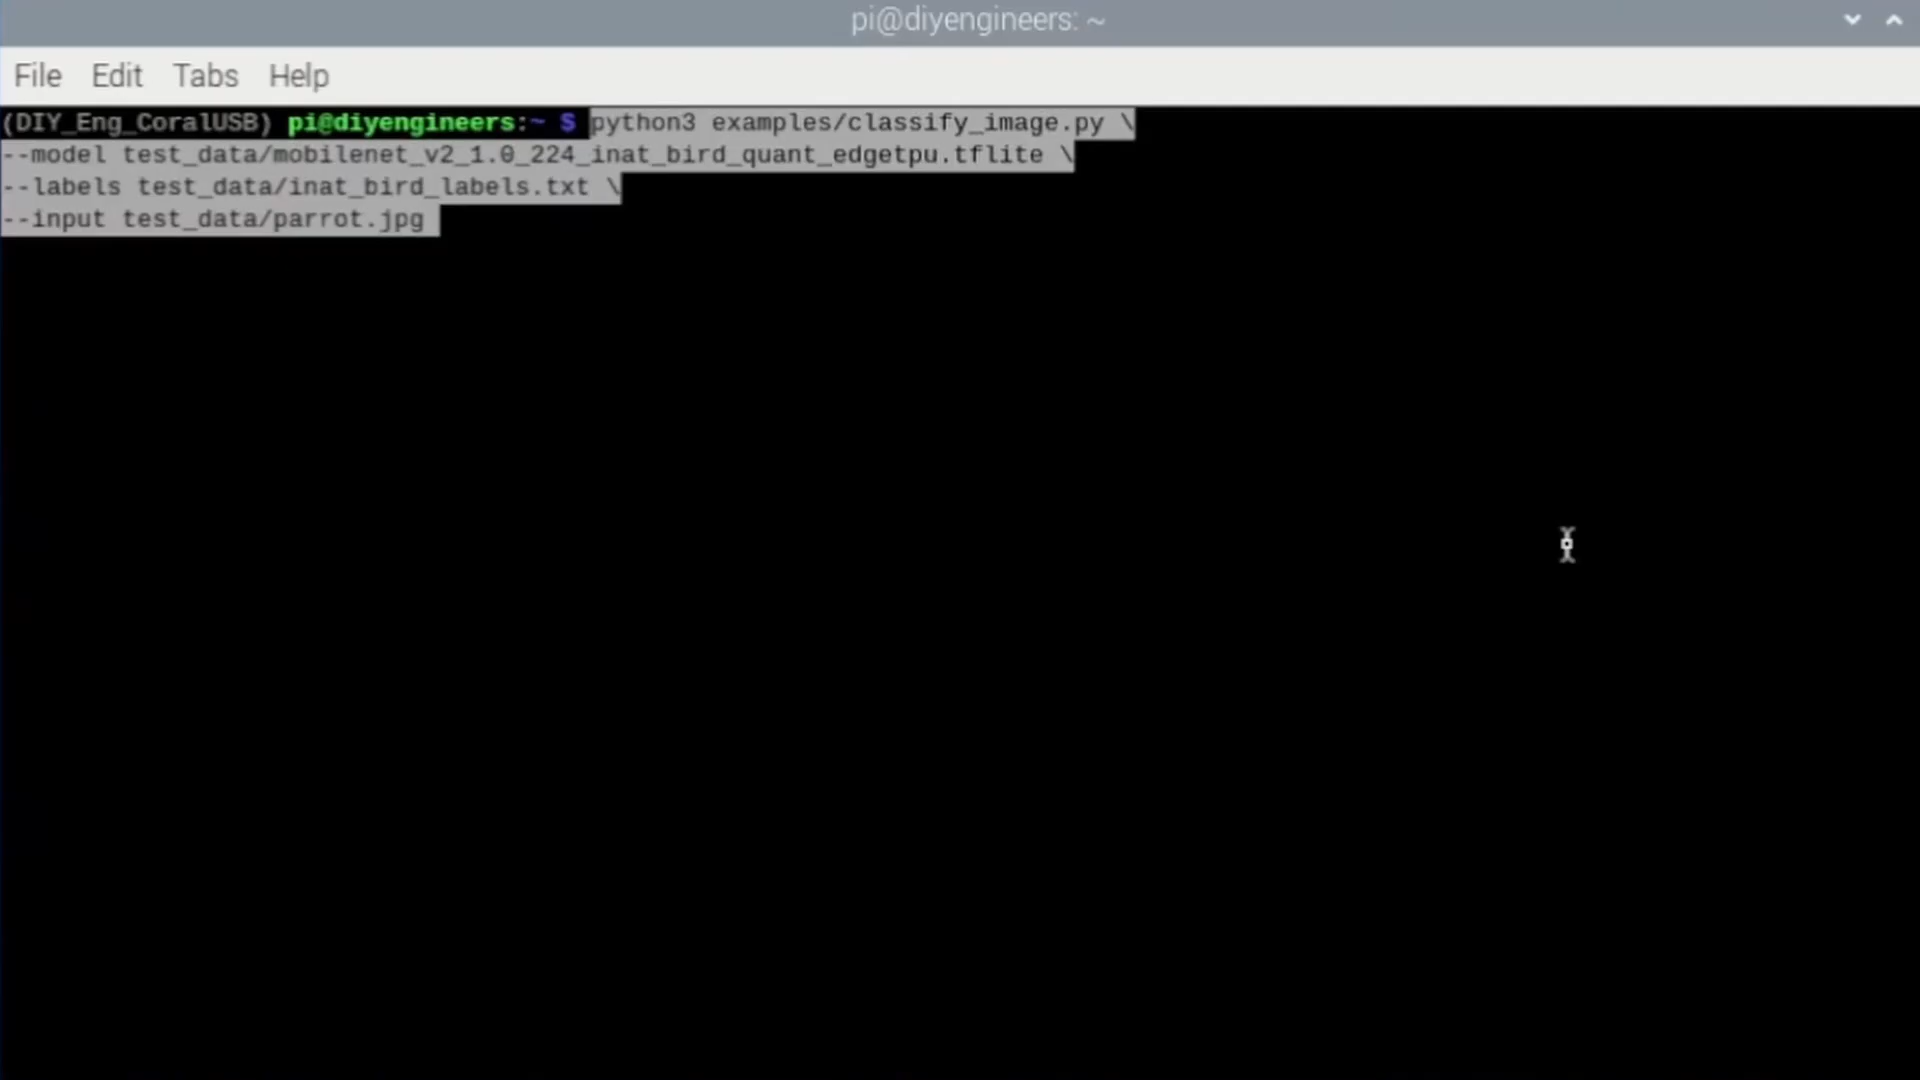 pi@diyengineers: ~
File Edit Tabs Help
(DIY_Eng_CoralUSB) pi@diyengineers:~ $ python3 examples/classify_image.py \
--model test_data/mobilenet_v2_1.0_224_inat_bird_quant_edgetpu.tflite \
--labels test_data/inat_bird_labels.txt \
--input test_data/parrot.jpg